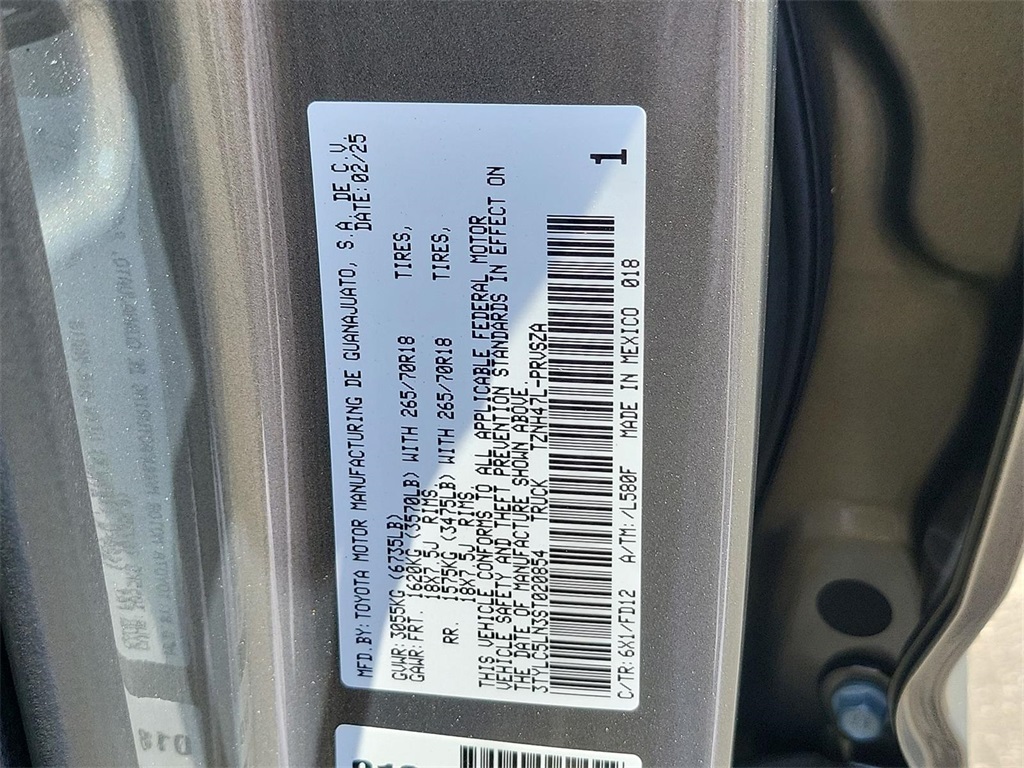 MFD.BY: TOYOTA MOTOR MANUFACTURING DE GUANAJUATO, S.A. DE C.V.
DATE: 02/25
GVWR: 3055KG (6735LB)
GAWR: FRT. 1620KG (3570LB) WITH 265/70R18 TIRES,
18X7.5J RIMS
RR. 1575KG (3475LB) WITH 265/70R18 TIRES,
18X7.5J RIMS.
THIS VEHICLE CONFORMS TO ALL APPLICABLE FEDERAL MOTOR
VEHICLE SAFETY AND THEFT PREVENTION STANDARDS IN EFFECT ON
THE DATE OF MANUFACTURE SHOWN ABOVE.
3TYLC5LN3ST020654 TRUCK TZNH47L-PRVSZA
1
C/TR: 6X1/FD12 A/TM: /L580F MADE IN MEXICO 018